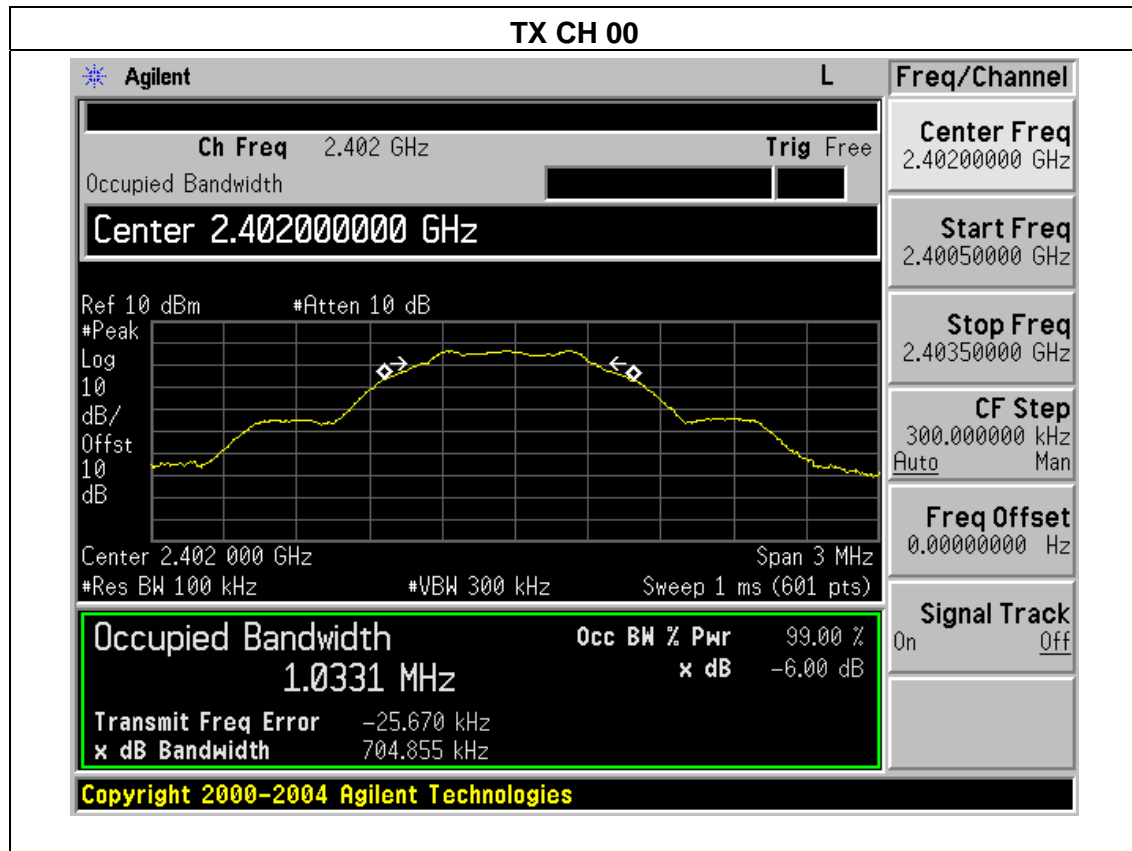 TX CH 00
Agilent L Freq/Channel
Ch Freq 2.402 GHz Trig Free
Occupied Bandwidth
Center 2.402000000 GHz
Ref 10 dBm #Atten 10 dB
#Peak
Log
10
dB/
Offst
10
dB
Center 2.402 000 GHz Span 3 MHz
#Res BW 100 kHz #VBW 300 kHz Sweep 1 ms (601 pts)
Occupied Bandwidth Occ BW % Pwr 99.00 %
1.0331 MHz x dB -6.00 dB
Transmit Freq Error -25.670 kHz
x dB Bandwidth 704.855 kHz
Copyright 2000-2004 Agilent Technologies
Center Freq
2.40200000 GHz
Start Freq
2.40050000 GHz
Stop Freq
2.40350000 GHz
CF Step
300.000000 kHz
Auto Man
Freq Offset
0.00000000 Hz
Signal Track
On Off